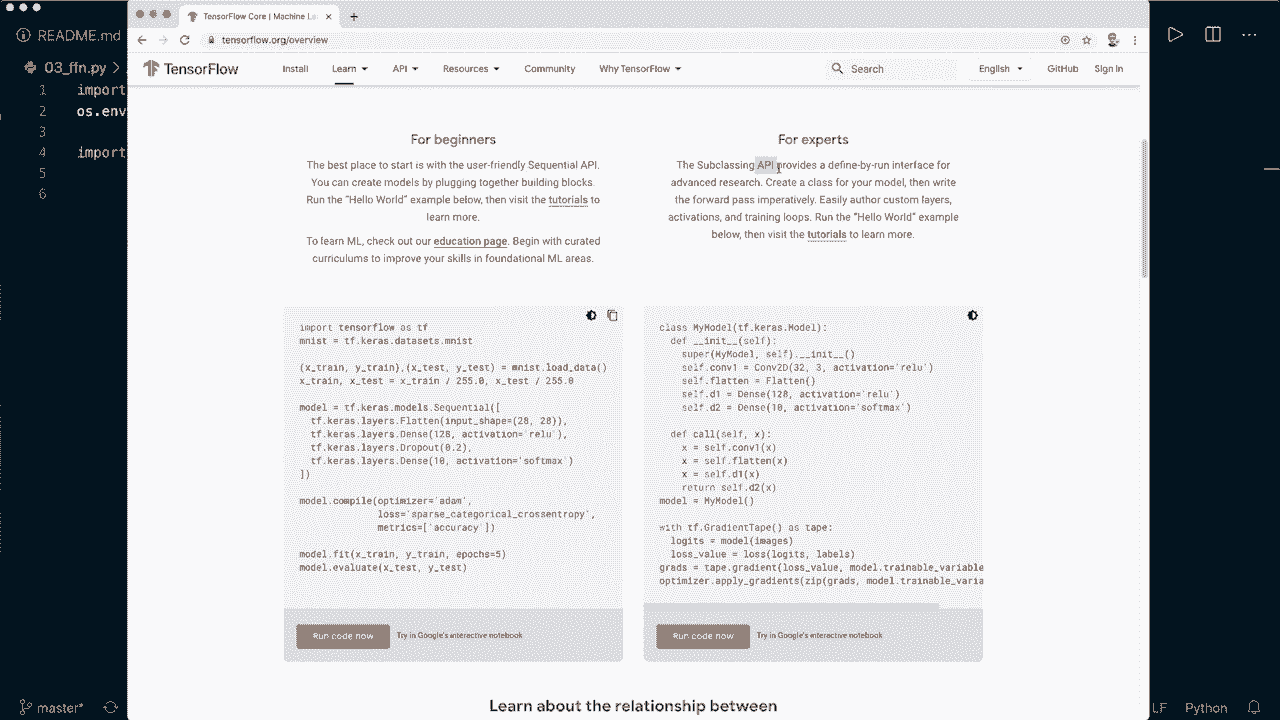 README.md
03_ffn.py
1 import
2 os.env
3
4 import
5
6
master*
TensorFlow Core | Machine Le
tensorflow.org/overview
TensorFlow
Install
Learn
API
Resources
Community
Why TensorFlow
Search
English
GitHub
Sign In
For beginners
The best place to start is with the user-friendly Sequential API.
You can create models by plugging together building blocks.
Run the “Hello World” example below, then visit the tutorials to
learn more.
To learn ML, check out our education page. Begin with curated
curriculums to improve your skills in foundational ML areas.
For experts
The Subclassing API provides a define-by-run interface for
advanced research. Create a class for your model, then write
the forward pass imperatively. Easily author custom layers,
activations, and training loops. Run the “Hello World” example
below, then visit the tutorials to learn more.
import tensorflow as tf
mnist = tf.keras.datasets.mnist
(x_train, y_train),(x_test, y_test) = mnist.load_data(
x_train, x_test = x_train / 255.0, x_test / 255.0
model = tf.keras.models.Sequential([
tf.keras.layers.Flatten(input_shape=(28, 28)),
tf.keras.layers.Dense(128, activation='relu'),
tf.keras.layers.Dropout(0.2),
tf.keras.layers.Dense(10, activation='softmax')
])
model.compile(optimizer='adam',
loss='sparse_categorical_crossentropy',
metrics=['accuracy'])
model.fit(x_train, y_train, epochs=5)
model.evaluate(x_test, y_test)
Run code now
Try in Google's interactive notebook
class MyModel(tf.keras.Model):
def __init__(self):
super(MyModel, self).__init__()
self.conv1 = Conv2D(32, 3, activation='relu')
self.flatten = Flatten()
self.d1 = Dense(128, activation='relu')
self.d2 = Dense(10, activation='softmax')
def call(self, x):
x = self.conv1(x)
x = self.flatten(x)
x = self.d1(x)
return self.d2(x)
model = MyModel()
with tf.GradientTape() as tape:
logits = model(images)
loss_value = loss(logits, labels)
grads = tape.gradient(loss_value, model.trainable_variable
optimizer.apply_gradients(zip(grads, model.trainable_varia
Run code now
Try in Google's interactive notebook
Learn about the relationship between
LF
Python